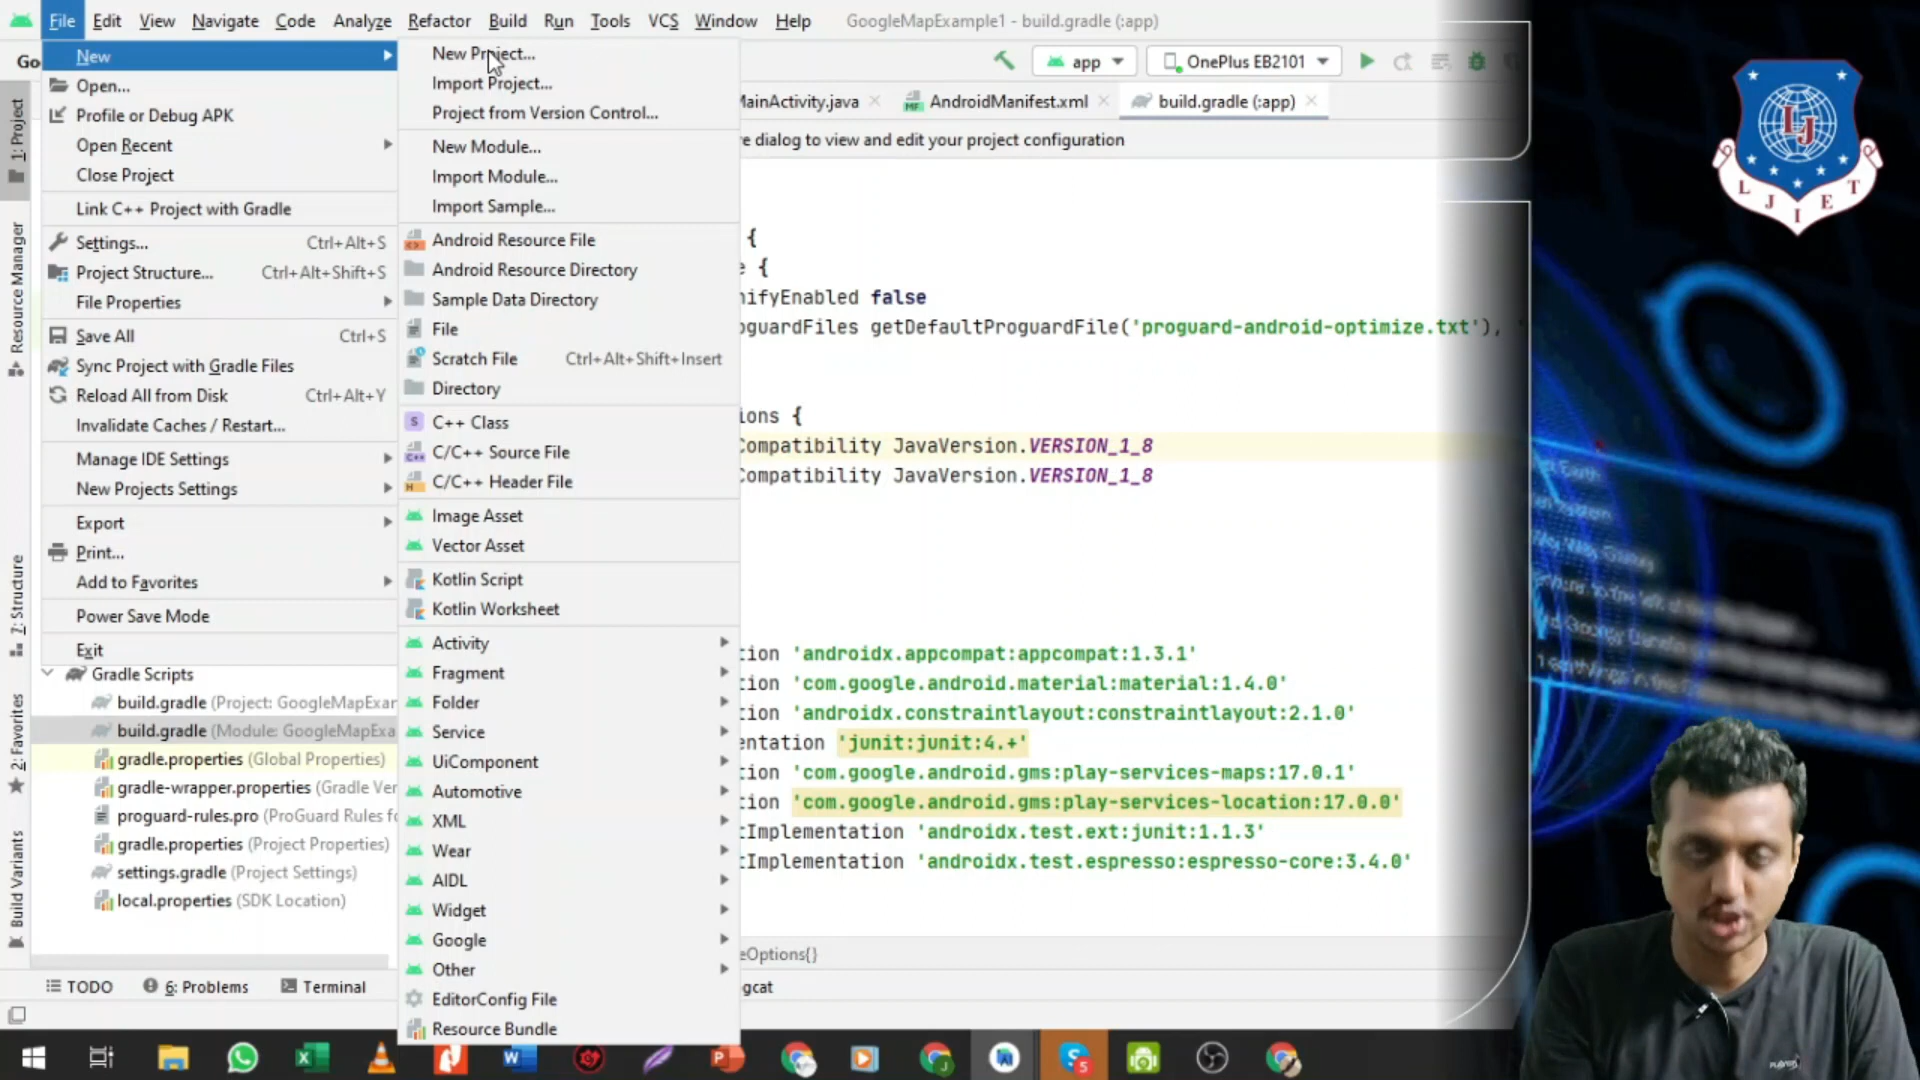 File Edit View Navigate Code Analyze Refactor Build Run Tools VCS Window Help GoogleMapExample1 - build.gradle (:app)
New
Open...
Profile or Debug APK
Open Recent
Close Project
Link C++ Project with Gradle
Settings... Ctrl+Alt+S
Project Structure... Ctrl+Alt+Shift+S
File Properties
Save All Ctrl+S
Sync Project with Gradle Files
Reload All from Disk Ctrl+Alt+Y
Invalidate Caches / Restart...
Manage IDE Settings
New Projects Settings
Export
Print...
Add to Favorites
Power Save Mode
Exit
New Project...
Import Project...
Project from Version Control...
New Module...
Import Module...
Import Sample...
Android Resource File
Android Resource Directory
Sample Data Directory
File
Scratch File Ctrl+Alt+Shift+Insert
Directory
C++ Class
C/C++ Source File
C/C++ Header File
Image Asset
Vector Asset
Kotlin Script
Kotlin Worksheet
Activity
Fragment
Folder
Service
UiComponent
Automotive
XML
Wear
AIDL
Widget
Google
Other
EditorConfig File
Resource Bundle
Go
1: Project
Resource Manager
7: Structure
2: Favorites
Build Variants
Gradle Scripts
build.gradle (Project: GoogleMapExar
build.gradle (Module: GoogleMapExa
gradle.properties (Global Properties)
gradle-wrapper.properties (Gradle Ver
proguard-rules.pro (ProGuard Rules fo
gradle.properties (Project Properties)
settings.gradle (Project Settings)
local.properties (SDK Location)
TODO 6: Problems Terminal
app OnePlus EB2101
MainActivity.java AndroidManifest.xml build.gradle (:app)
e dialog to view and edit your project configuration
{
e {
nifyEnabled false
oguardFiles getDefaultProguardFile('proguard-android-optimize.txt'), '
ions {
Compatibility JavaVersion.VERSION_1_8
Compatibility JavaVersion.VERSION_1_8
tion 'androidx.appcompat:appcompat:1.3.1'
tion 'com.google.android.material:material:1.4.0'
tion 'androidx.constraintlayout:constraintlayout:2.1.0'
entation 'junit:junit:4.+'
tion 'com.google.android.gms:play-services-maps:17.0.1'
tion 'com.google.android.gms:play-services-location:17.0.0'
tImplementation 'androidx.test.ext:junit:1.1.3'
tImplementation 'androidx.test.espresso:espresso-core:3.4.0'
eOptions{}
gcat
LJ
L J I E T